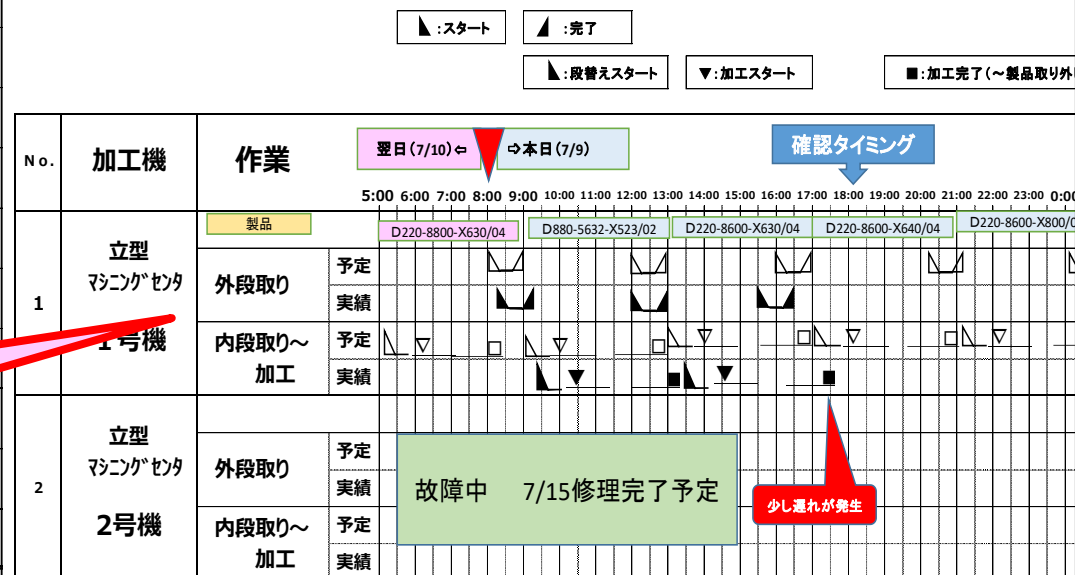 ◣:スタート
◢:完了
◣:段替えスタート
▼:加工スタート
■:加工完了(~製品取り外
No.
加工機
作業
翌日(7/10)⇦
⇨本日(7/9)
確認タイミング
5:00 6:00 7:00 8:00 9:00 10:00 11:00 12:00 13:00 14:00 15:00 16:00 17:00 18:00 19:00 20:00 21:00 22:00 23:00 0:00
製品
D220-8800-X630/04
D880-5632-X523/02
D220-8600-X630/04
D220-8600-X640/04
D220-8600-X800/0
1
立型
マシニングセンタ
1号機
外段取り
予定
実績
内段取り~
加工
予定
実績
2
立型
マシニングセンタ
2号機
外段取り
予定
実績
内段取り~
加工
予定
実績
故障中 7/15修理完了予定
少し遅れが発生